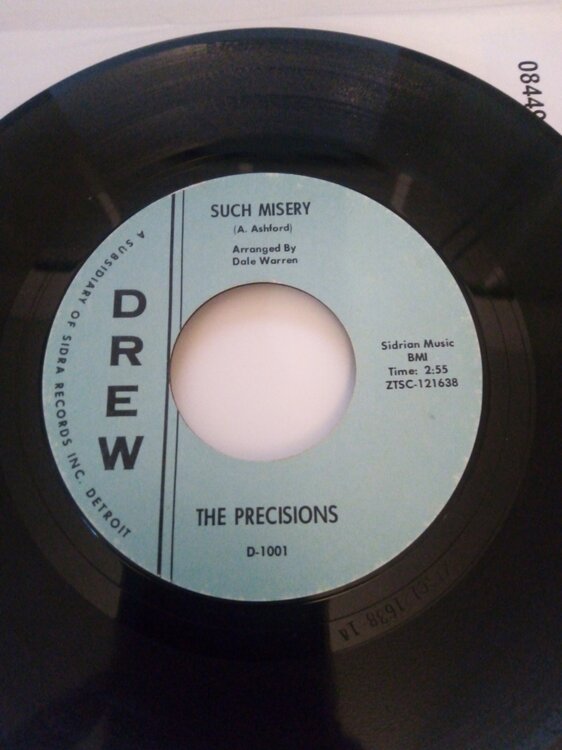 0844
SUCH MISERY
(A. Ashford)
Arranged By
Dale Warren
DREW
A SUBSIDIARY OF SIDRA RECORDS INC. DETROIT
Sidrian Music
BMI
Time: 2:55
ZTSC-121638
THE PRECISIONS
D-1001